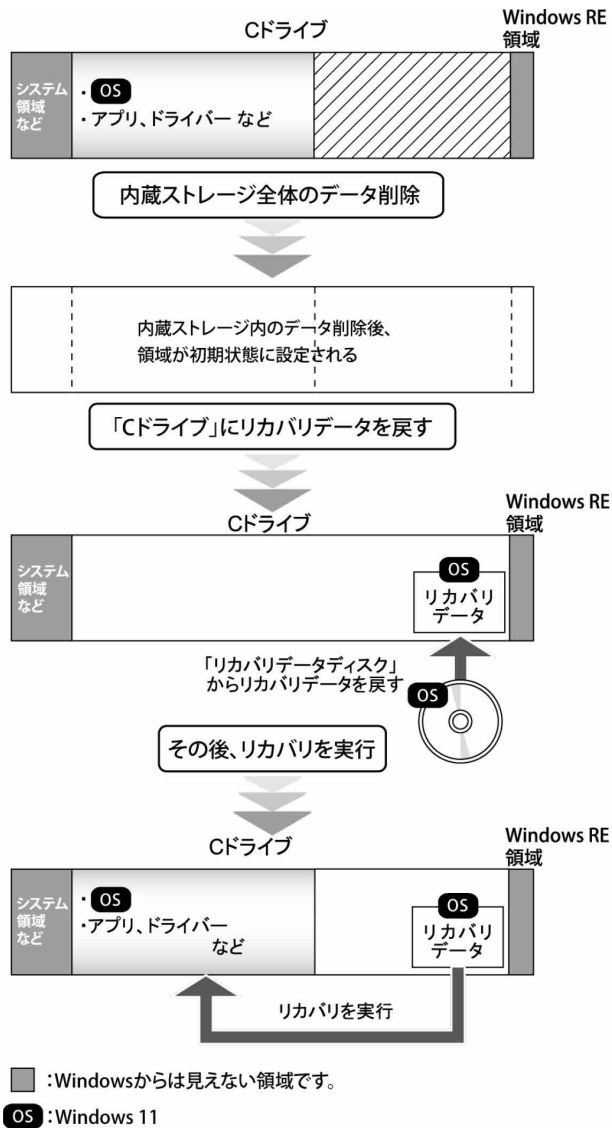 Cドライブ
Windows RE
領域
システム
領域
など
・OS
・アプリ、ドライバー など
内蔵ストレージ全体のデータ削除
内蔵ストレージ内のデータ削除後、
領域が初期状態に設定される
「Cドライブ」にリカバリデータを戻す
Cドライブ
Windows RE
領域
システム
領域
など
OS
リカバリ
データ
「リカバリデータディスク」
からリカバリデータを戻す
OS
その後、リカバリを実行
Cドライブ
Windows RE
領域
システム
領域
など
・OS
・アプリ、ドライバー
など
OS
リカバリ
データ
リカバリを実行
:Windowsからは見えない領域です。
OS:Windows 11